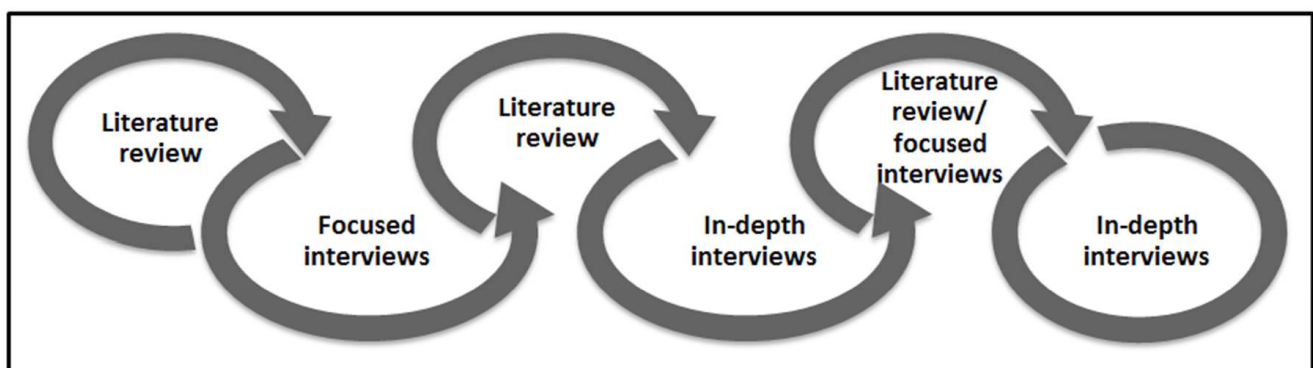 Literature
review
Focused
interviews
Literature
review
In-depth
interviews
Literature
review/
focused
interviews
In-depth
interviews